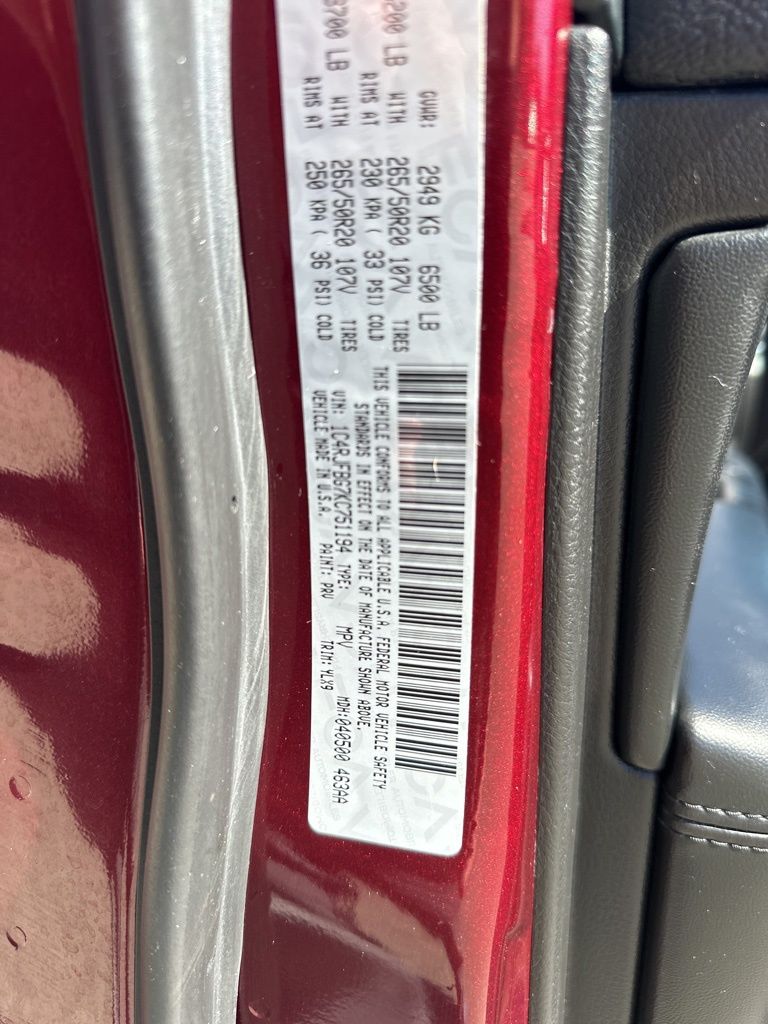 GVWR: 2949 KG 6500 LB
200 LB WITH 265/50R20 107V TIRES
RIMS AT 230 KPA ( 33 PSI) COLD
700 LB WITH 265/50R20 107V TIRES
RIMS AT 250 KPA ( 36 PSI) COLD
THIS VEHICLE CONFORMS TO ALL APPLICABLE U.S.A. FEDERAL MOTOR VEHICLE SAFETY
STANDARDS IN EFFECT ON THE DATE OF MANUFACTURE SHOWN ABOVE.
VIN: 1C4RJFBG7KC751194 TYPE: MPV MDH:040500 463AA
VEHICLE MADE IN U.S.A. PAINT: PRV TRIM: YLX9